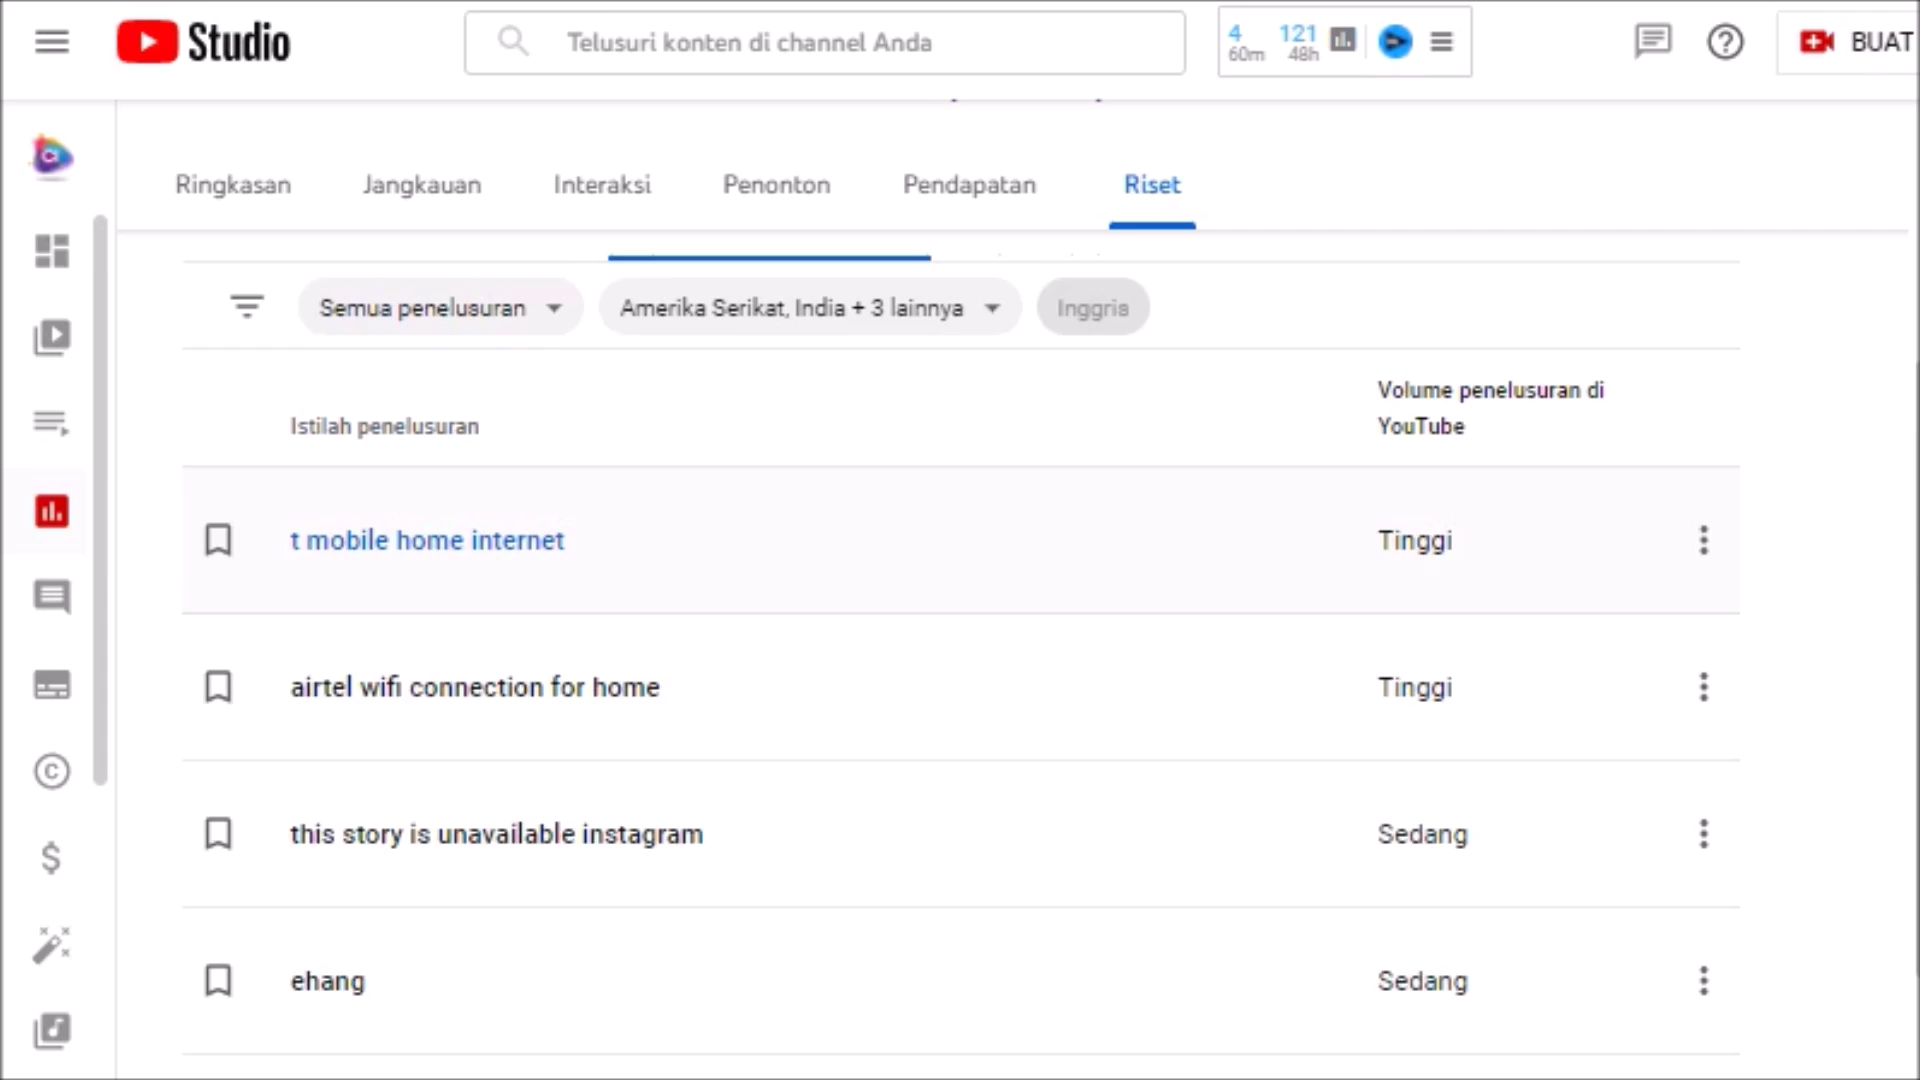 Studio
Telusuri konten di channel Anda
4 121
60m 48h
BUAT
Ringkasan Jangkauan Interaksi Penonton Pendapatan Riset
Semua penelusuran Amerika Serikat, India + 3 lainnya Inggris
Istilah penelusuran
Volume penelusuran di
YouTube
t mobile home internet Tinggi
airtel wifi connection for home Tinggi
this story is unavailable instagram Sedang
ehang Sedang